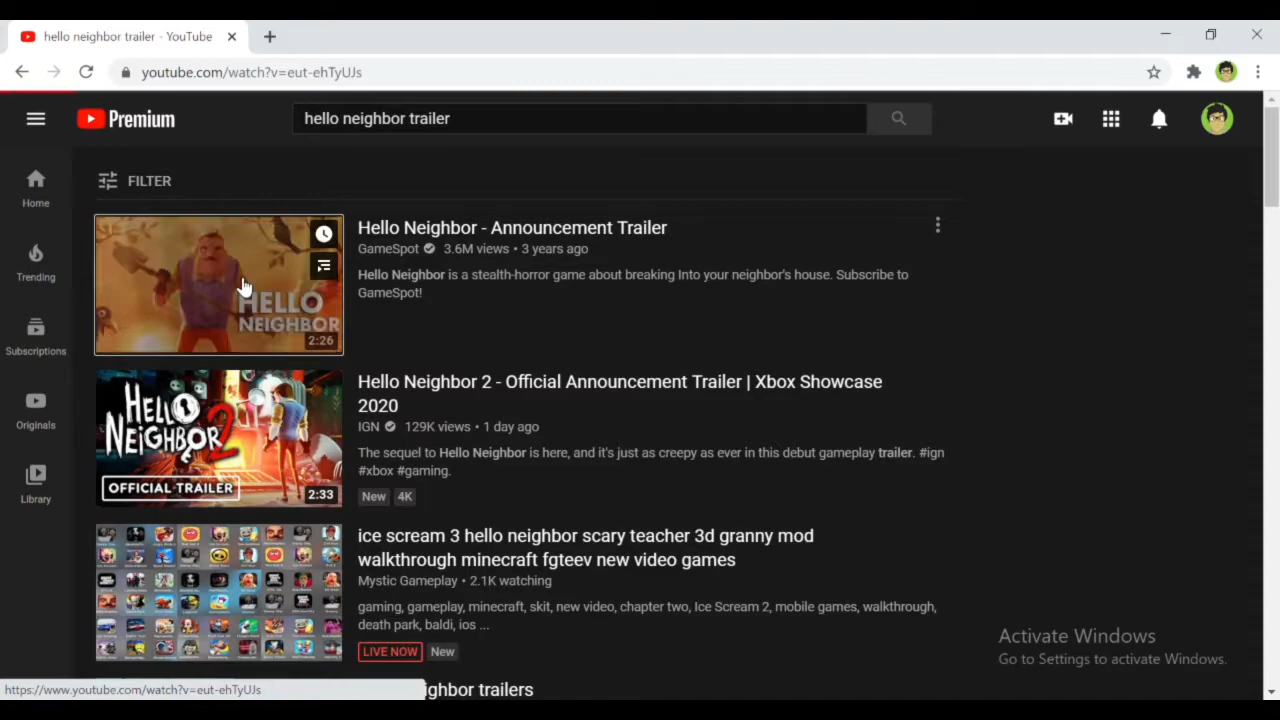 hello neighbor trailer - YouTube
youtube.com/watch?v=eut-ehTyUJs
Premium
hello neighbor trailer
Home
Trending
Subscriptions
Originals
Library
FILTER
HELLO
NEIGHBOR
2:26
Hello Neighbor - Announcement Trailer
GameSpot 3.6M views • 3 years ago
Hello Neighbor is a stealth-horror game about breaking Into your neighbor's house. Subscribe to
GameSpot!
HELLO
NEIGHBOR 2
OFFICIAL TRAILER
2:33
Hello Neighbor 2 - Official Announcement Trailer | Xbox Showcase
2020
IGN 129K views • 1 day ago
The sequel to Hello Neighbor is here, and it's just as creepy as ever in this debut gameplay trailer. #ign
#xbox #gaming.
New 4K
ice scream 3 hello neighbor scary teacher 3d granny mod
walkthrough minecraft fgteev new video games
Mystic Gameplay • 2.1K watching
gaming, gameplay, minecraft, skit, new video, chapter two, Ice Scream 2, mobile games, walkthrough,
death park, baldi, ios ...
LIVE NOW New
ghbor trailers
Activate Windows
Go to Settings to activate Windows.
https://www.youtube.com/watch?v=eut-ehTyUJs